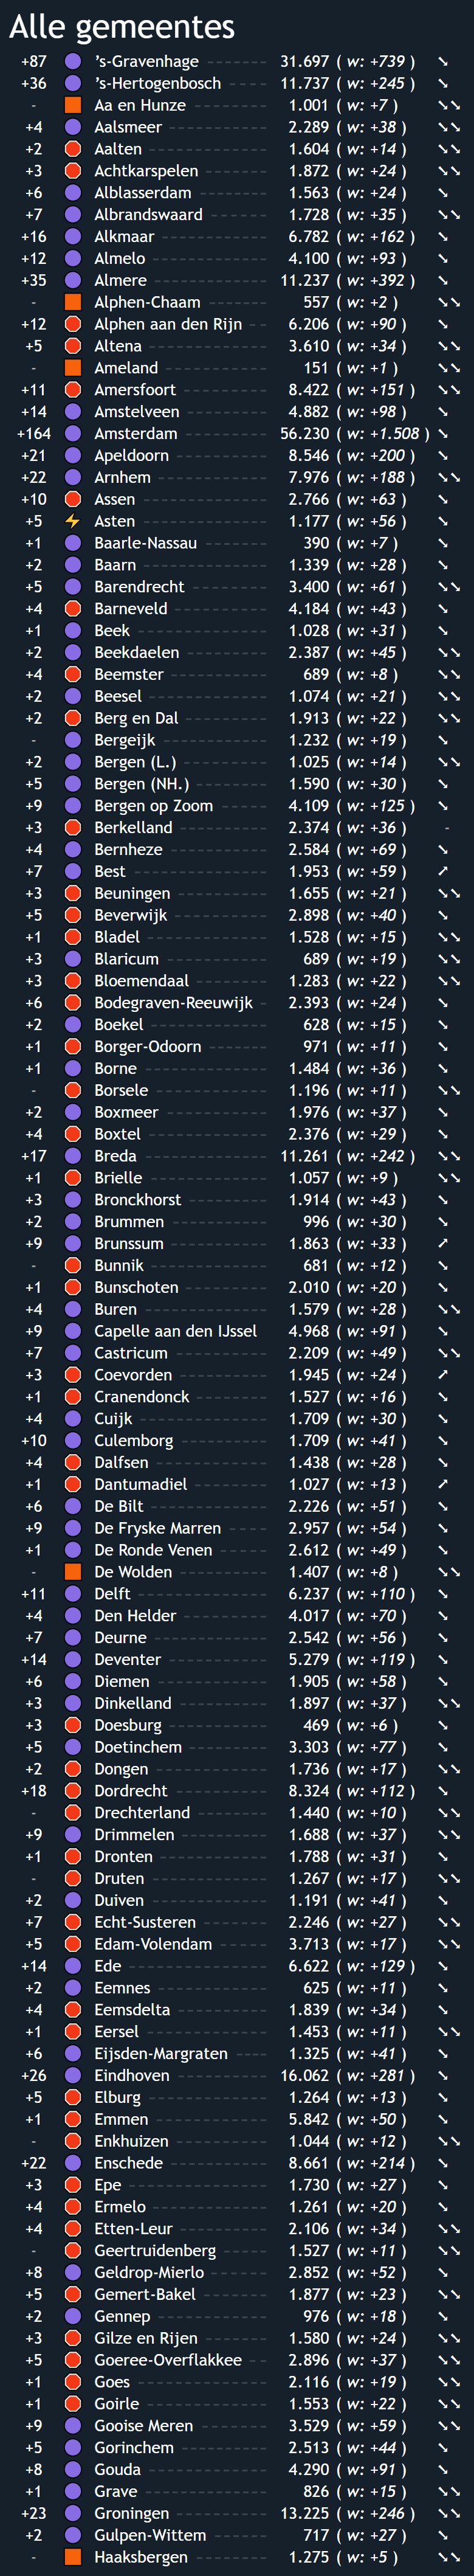 Alle gemeentes
+87 's-Gravenhage 31.697 ( w: +739 )
+36 's-Hertogenbosch 11.737 ( w: +245 )
- Aa en Hunze 1.001 ( w: +7 )
+4 Aalsmeer 2.289 ( w: +38 )
+2 Aalten 1.604 ( w: +14 )
+3 Achtkarspelen 1.872 ( w: +24 )
+6 Alblasserdam 1.563 ( w: +24 )
+7 Albrandswaard 1.728 ( w: +35 )
+16 Alkmaar 6.782 ( w: +162 )
+12 Almelo 4.100 ( w: +93 )
+35 Almere 11.237 ( w: +392 )
- Alphen-Chaam 557 ( w: +2 )
+12 Alphen aan den Rijn 6.206 ( w: +90 )
+5 Altena 3.610 ( w: +34 )
- Ameland 151 ( w: +1 )
+11 Amersfoort 8.422 ( w: +151 )
+14 Amstelveen 4.882 ( w: +98 )
+164 Amsterdam 56.230 ( w: +1.508 )
+21 Apeldoorn 8.546 ( w: +200 )
+22 Arnhem 7.976 ( w: +188 )
+10 Assen 2.766 ( w: +63 )
+5 Asten 1.177 ( w: +56 )
+1 Baarle-Nassau 390 ( w: +7 )
+2 Baarn 1.339 ( w: +28 )
+5 Barendrecht 3.400 ( w: +61 )
+4 Barneveld 4.184 ( w: +43 )
+1 Beek 1.028 ( w: +31 )
+2 Beekdaelen 2.387 ( w: +45 )
+4 Beemster 689 ( w: +8 )
+2 Beesel 1.074 ( w: +21 )
+2 Berg en Dal 1.913 ( w: +22 )
- Bergeijk 1.232 ( w: +19 )
+2 Bergen (L.) 1.025 ( w: +14 )
+5 Bergen (NH.) 1.590 ( w: +30 )
+9 Bergen op Zoom 4.109 ( w: +125 )
+3 Berkelland 2.374 ( w: +36 ) -
+4 Bernheze 2.584 ( w: +69 )
+7 Best 1.953 ( w: +59 )
+3 Beuningen 1.655 ( w: +21 )
+5 Beverwijk 2.898 ( w: +40 )
+1 Bladel 1.528 ( w: +15 )
+3 Blaricum 689 ( w: +19 )
+3 Bloemendaal 1.283 ( w: +22 )
+6 Bodegraven-Reeuwijk 2.393 ( w: +24 )
+2 Boekel 628 ( w: +15 )
+1 Borger-Odoorn 971 ( w: +11 )
+1 Borne 1.484 ( w: +36 )
- Borsele 1.196 ( w: +11 )
+2 Boxmeer 1.976 ( w: +37 )
+4 Boxtel 2.376 ( w: +29 )
+17 Breda 11.261 ( w: +242 )
+1 Brielle 1.057 ( w: +9 )
+3 Bronckhorst 1.914 ( w: +43 )
+2 Brummen 996 ( w: +30 )
+9 Brunssum 1.863 ( w: +33 )
- Bunnik 681 ( w: +12 )
+1 Bunschoten 2.010 ( w: +20 )
+4 Buren 1.579 ( w: +28 )
+9 Capelle aan den IJssel 4.968 ( w: +91 )
+7 Castricum 2.209 ( w: +49 )
+3 Coevorden 1.945 ( w: +24 )
+1 Cranendonck 1.527 ( w: +16 )
+4 Cuijk 1.709 ( w: +30 )
+10 Culemborg 1.709 ( w: +41 )
+4 Dalfsen 1.438 ( w: +28 )
+1 Dantumadiel 1.027 ( w: +13 )
+6 De Bilt 2.226 ( w: +51 )
+9 De Fryske Marren 2.957 ( w: +54 )
+1 De Ronde Venen 2.612 ( w: +49 )
- De Wolden 1.407 ( w: +8 )
+11 Delft 6.237 ( w: +110 )
+4 Den Helder 4.017 ( w: +70 )
+7 Deurne 2.542 ( w: +56 )
+14 Deventer 5.279 ( w: +119 )
+6 Diemen 1.905 ( w: +58 )
+3 Dinkelland 1.897 ( w: +37 )
+3 Doesburg 469 ( w: +6 )
+5 Doetinchem 3.303 ( w: +77 )
+2 Dongen 1.736 ( w: +17 )
+18 Dordrecht 8.324 ( w: +112 )
- Drechterland 1.440 ( w: +10 )
+9 Drimmelen 1.688 ( w: +37 )
+1 Dronten 1.788 ( w: +31 )
- Druten 1.267 ( w: +17 )
+2 Duiven 1.191 ( w: +41 )
+7 Echt-Susteren 2.246 ( w: +27 )
+5 Edam-Volendam 3.713 ( w: +17 )
+14 Ede 6.622 ( w: +129 )
+2 Eemnes 625 ( w: +11 )
+4 Eemsdelta 1.839 ( w: +34 )
+1 Eersel 1.453 ( w: +11 )
+6 Eijsden-Margraten 1.325 ( w: +41 )
+26 Eindhoven 16.062 ( w: +281 )
+5 Elburg 1.264 ( w: +13 )
+1 Emmen 5.842 ( w: +50 )
- Enkhuizen 1.044 ( w: +12 )
+22 Enschede 8.661 ( w: +214 )
+3 Epe 1.730 ( w: +27 )
+4 Ermelo 1.261 ( w: +20 )
+4 Etten-Leur 2.106 ( w: +34 )
- Geertruidenberg 1.527 ( w: +11 )
+8 Geldrop-Mierlo 2.852 ( w: +52 )
+5 Gemert-Bakel 1.877 ( w: +23 )
+2 Gennep 976 ( w: +18 )
+3 Gilze en Rijen 1.580 ( w: +24 )
+5 Goeree-Overflakkee 2.896 ( w: +37 )
+1 Goes 2.116 ( w: +19 )
+1 Goirle 1.553 ( w: +22 )
+9 Gooise Meren 3.529 ( w: +59 )
+5 Gorinchem 2.513 ( w: +44 )
+8 Gouda 4.290 ( w: +91 )
+1 Grave 826 ( w: +15 )
+23 Groningen 13.225 ( w: +246 )
+2 Gulpen-Wittem 717 ( w: +27 )
- Haaksbergen 1.275 ( w: +5 )